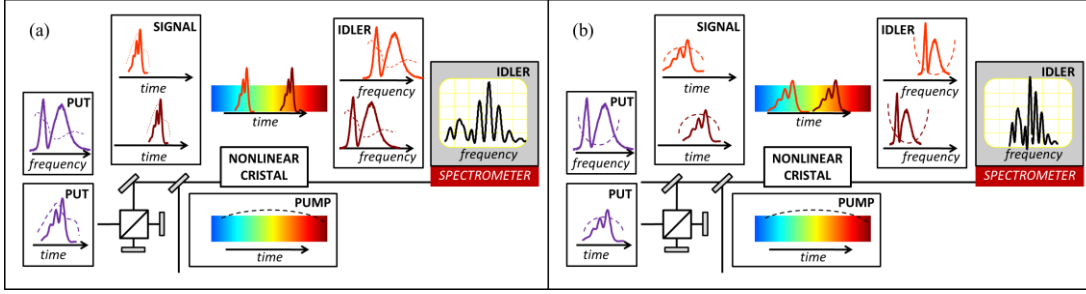 (a)
SIGNAL
time
time
IDLER
frequency
frequency
time
IDLER
frequency
SPECTROMETER
PUT
frequency
PUT
time
NONLINEAR
CRISTAL
PUMP
time
(b)
SIGNAL
time
time
IDLER
frequency
frequency
time
IDLER
frequency
SPECTROMETER
PUT
frequency
PUT
time
NONLINEAR
CRISTAL
PUMP
time